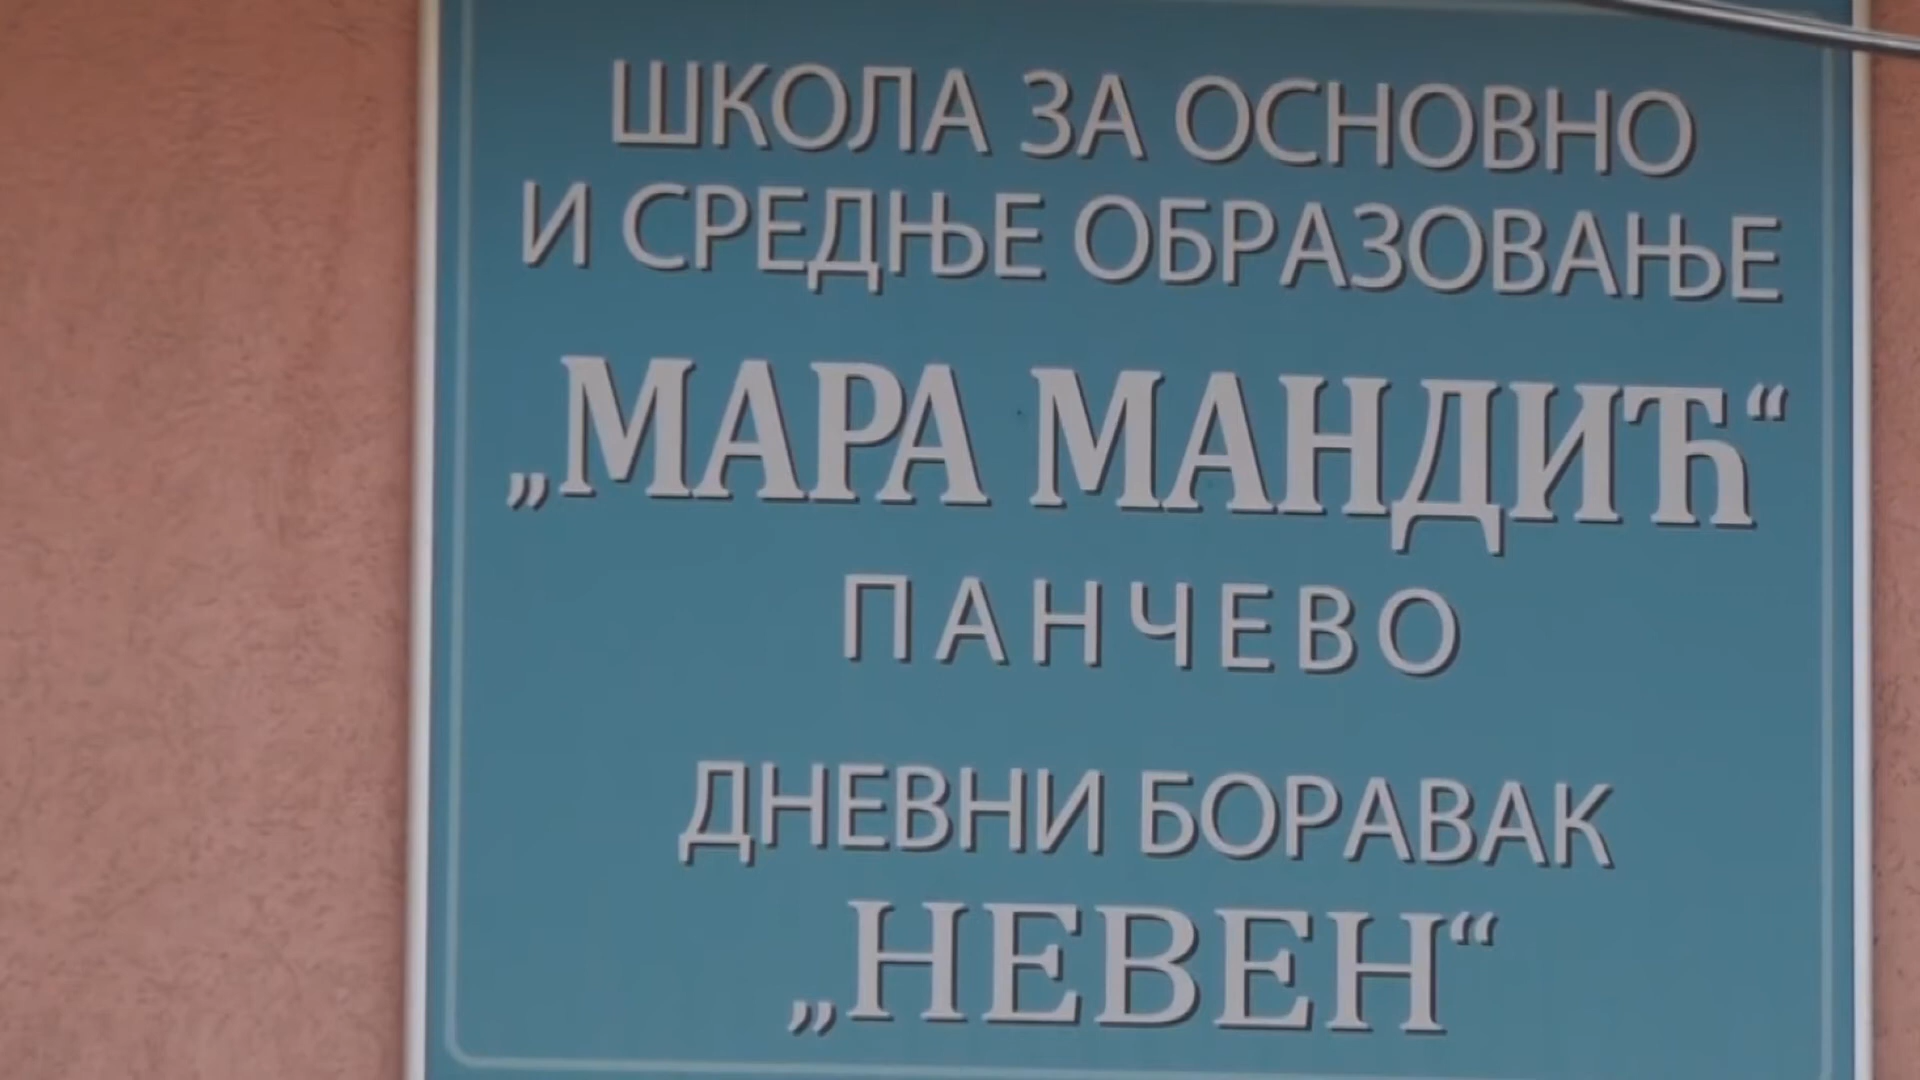 ШКОЛА ЗА ОСНОВНО
И СРЕДЊЕ ОБРАЗОВАЊЕ
„МАРА МАНДИЋ“
ПАНЧЕВО
ДНЕВНИ БОРАВАК
„НЕВЕН“